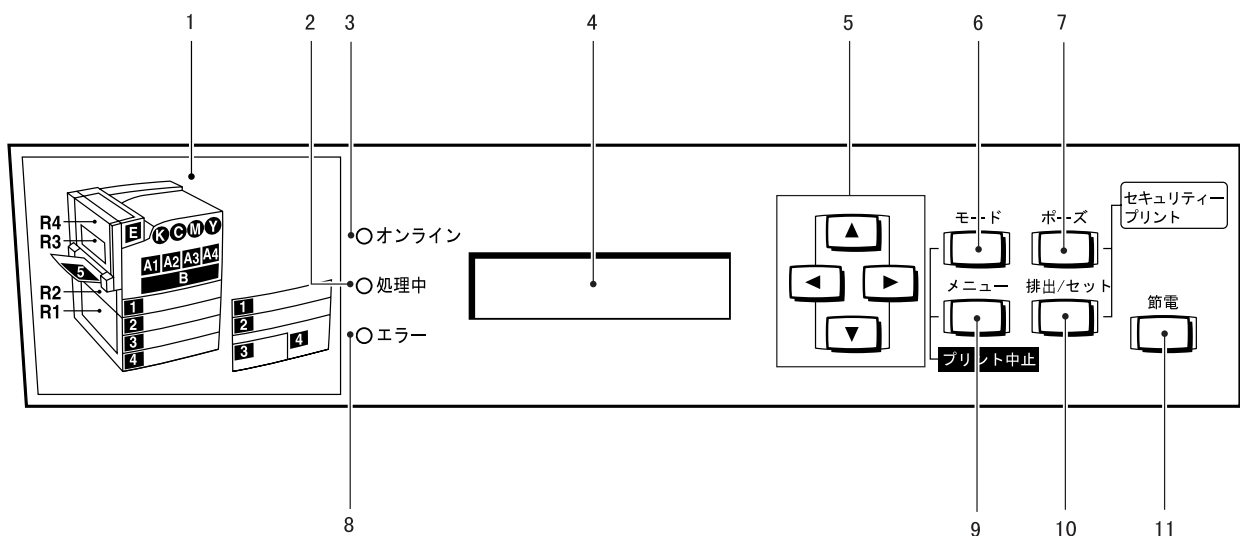 1 2 3 4 5 6 7
R4
R3
R2
R1
E
K C M Y
A1 A2 A3 A4
B
5
1
2
3
4
1
2
3 4
オンライン
処理中
エラー
モード
ポーズ
セキュリティー
プリント
メニュー
排出/セット
プリント中止
節電
8 9 10 11